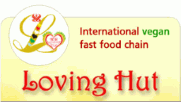 International vegan
fast food chain
Loving Hut